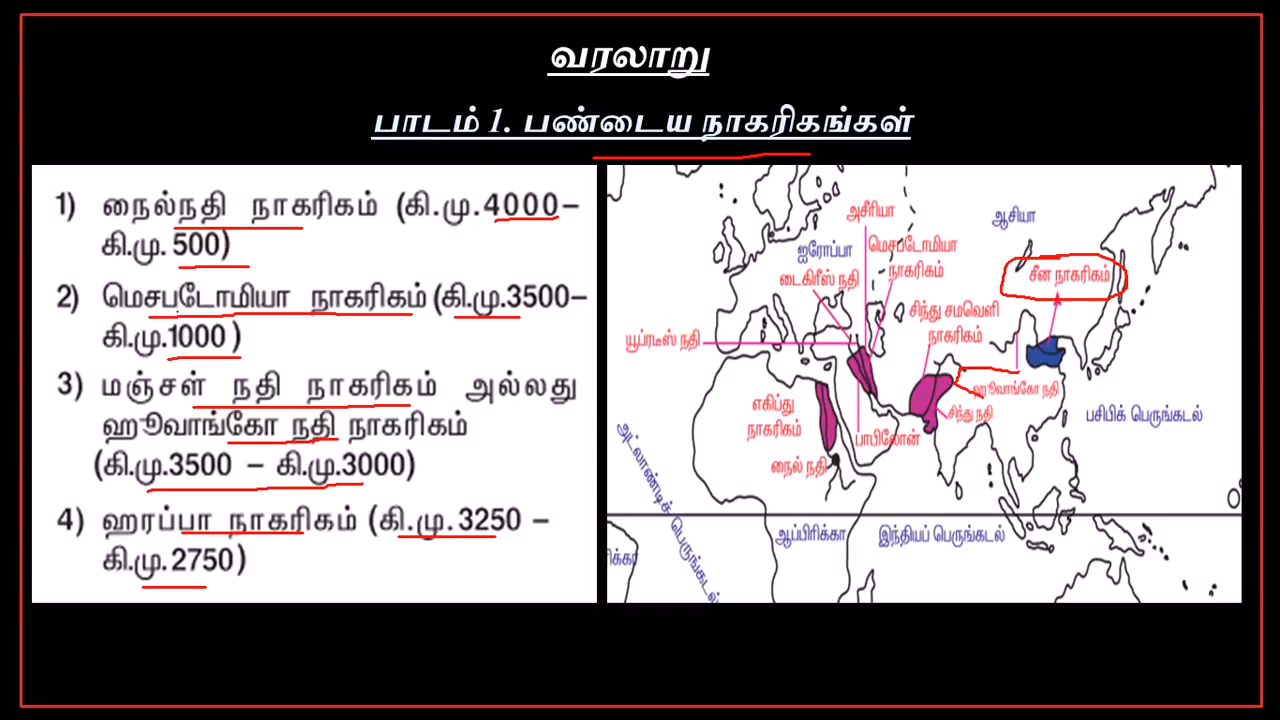 வரலாறு
பாடம் 1. பண்டைய நாகரிகங்கள்
1) நைல்நதி நாகரிகம் (கி.மு.4000–
கி.மு. 500)
2) மெசபடோமியா நாகரிகம் (கி.மு.3500–
கி.மு.1000 )
3) மஞ்சள் நதி நாகரிகம் அல்லது
ஹூவாங்கோ நதி நாகரிகம்
(கி.மு.3500 – கி.மு.3000)
4) ஹரப்பா நாகரிகம் (கி.மு. 3250 –
கி.மு.2750)
அசீரியா
ஆசியா
ஐரோப்பா
மெசபடோமியா
நாகரிகம்
டைகிரீஸ் நதி
சீன நாகரிகம்
சிந்து சமவெளி
நாகரிகம்
யூப்ரடீஸ் நதி
ஹூவாங்கோ நதி
எகிப்து
நாகரிகம்
சிந்து நதி
பசிபிக் பெருங்கடல்
பாபிலோன்
நைல் நதி
அட்லாண்டிக் பெருங்கடல்
ஆப்பிரிக்கா
இந்தியப் பெருங்கடல்
ரிக்கா